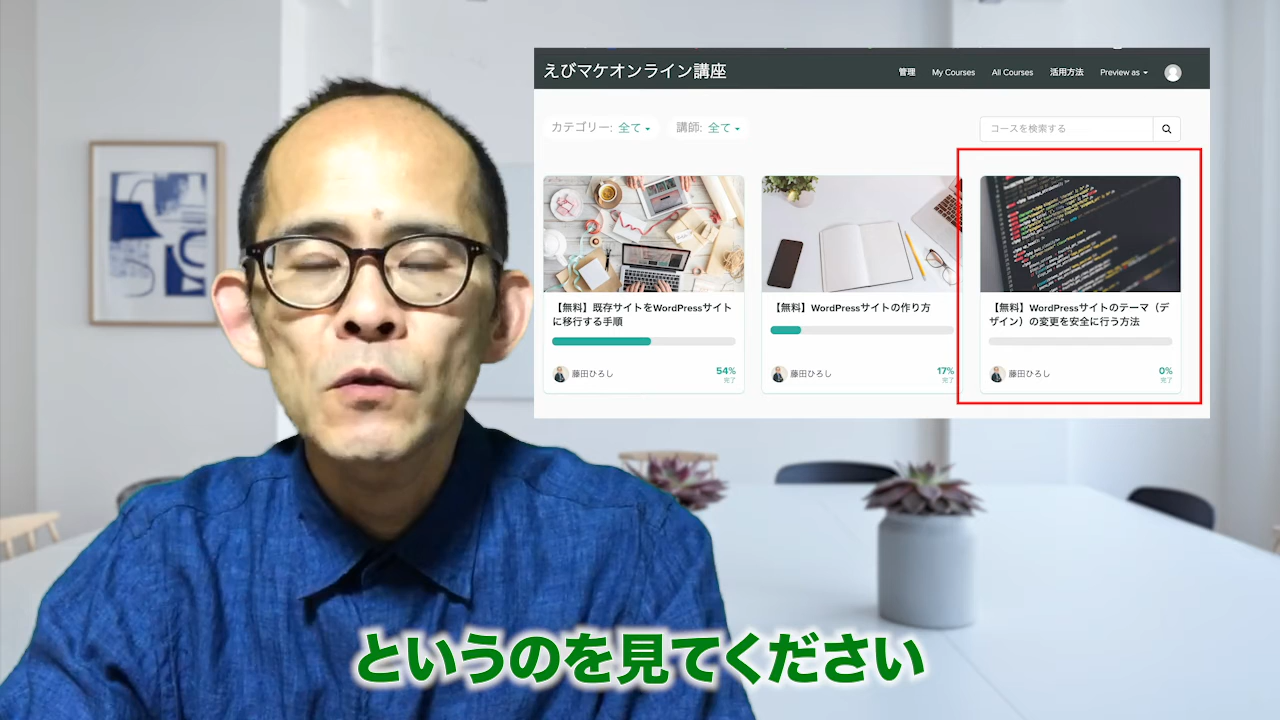 えびマケオンライン講座
管理 My Courses All Courses 活用方法 Preview as
カテゴリー: 全て 講師: 全て
コースを検索する
【無料】既存サイトをWordPressサイト
に移行する手順
藤田ひろし
54%
完了
【無料】WordPressサイトの作り方
藤田ひろし
17%
完了
【無料】WordPressサイトのテーマ（デ
ザイン）の変更を安全に行う方法
藤田ひろし
0%
完了
というのを見てください